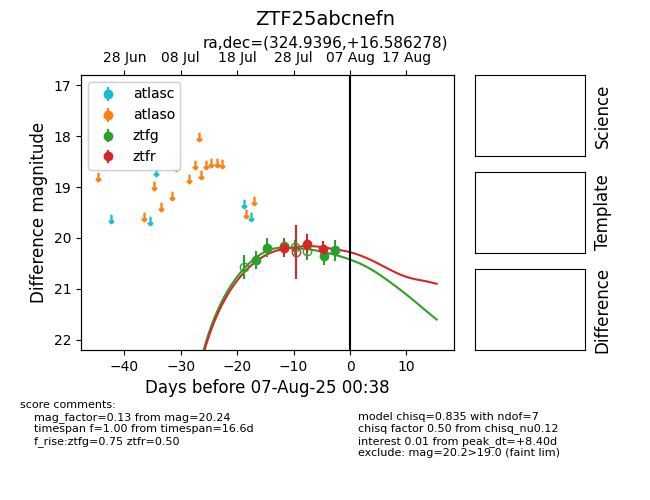 ZTF25abcnefn
ra,dec=(324.9396,+16.586278)
28 Jun 08 Jul 18 Jul 28 Jul 07 Aug 17 Aug
17
18
19
20
21
22
Difference magnitude
atlasc
atlaso
ztfg
ztfr
−40 −30 −20 −10 0 10
Days before 07-Aug-25 00:38
Science
Template
Difference
score comments:
mag_factor=0.13 from mag=20.24
timespan f=1.00 from timespan=16.6d
f_rise:ztfg=0.75 ztfr=0.50
model chisq=0.835 with ndof=7
chisq factor 0.50 from chisq_nu0.12
interest 0.01 from peak_dt=+8.40d
exclude: mag=20.2>19.0 (faint lim)